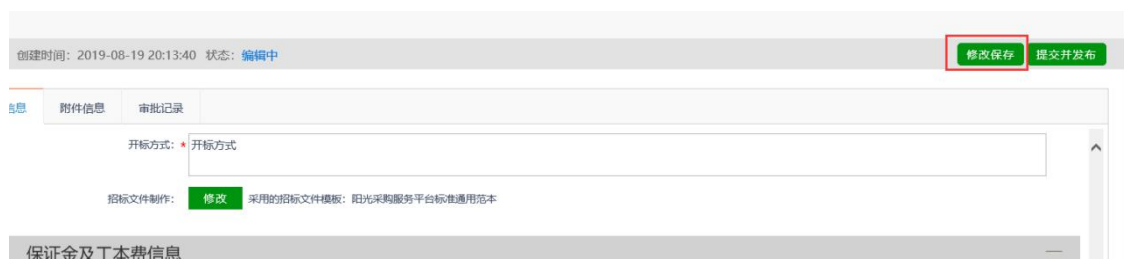 创建时间：2019-08-19 20:13:40 状态：编辑中 修改保存 提交并发布
信息 附件信息 审批记录
开标方式：* 开标方式
招标文件制作： 修改 采用的招标文件模板：阳光采购服务平台标准通用范本
保证金及工本费信息